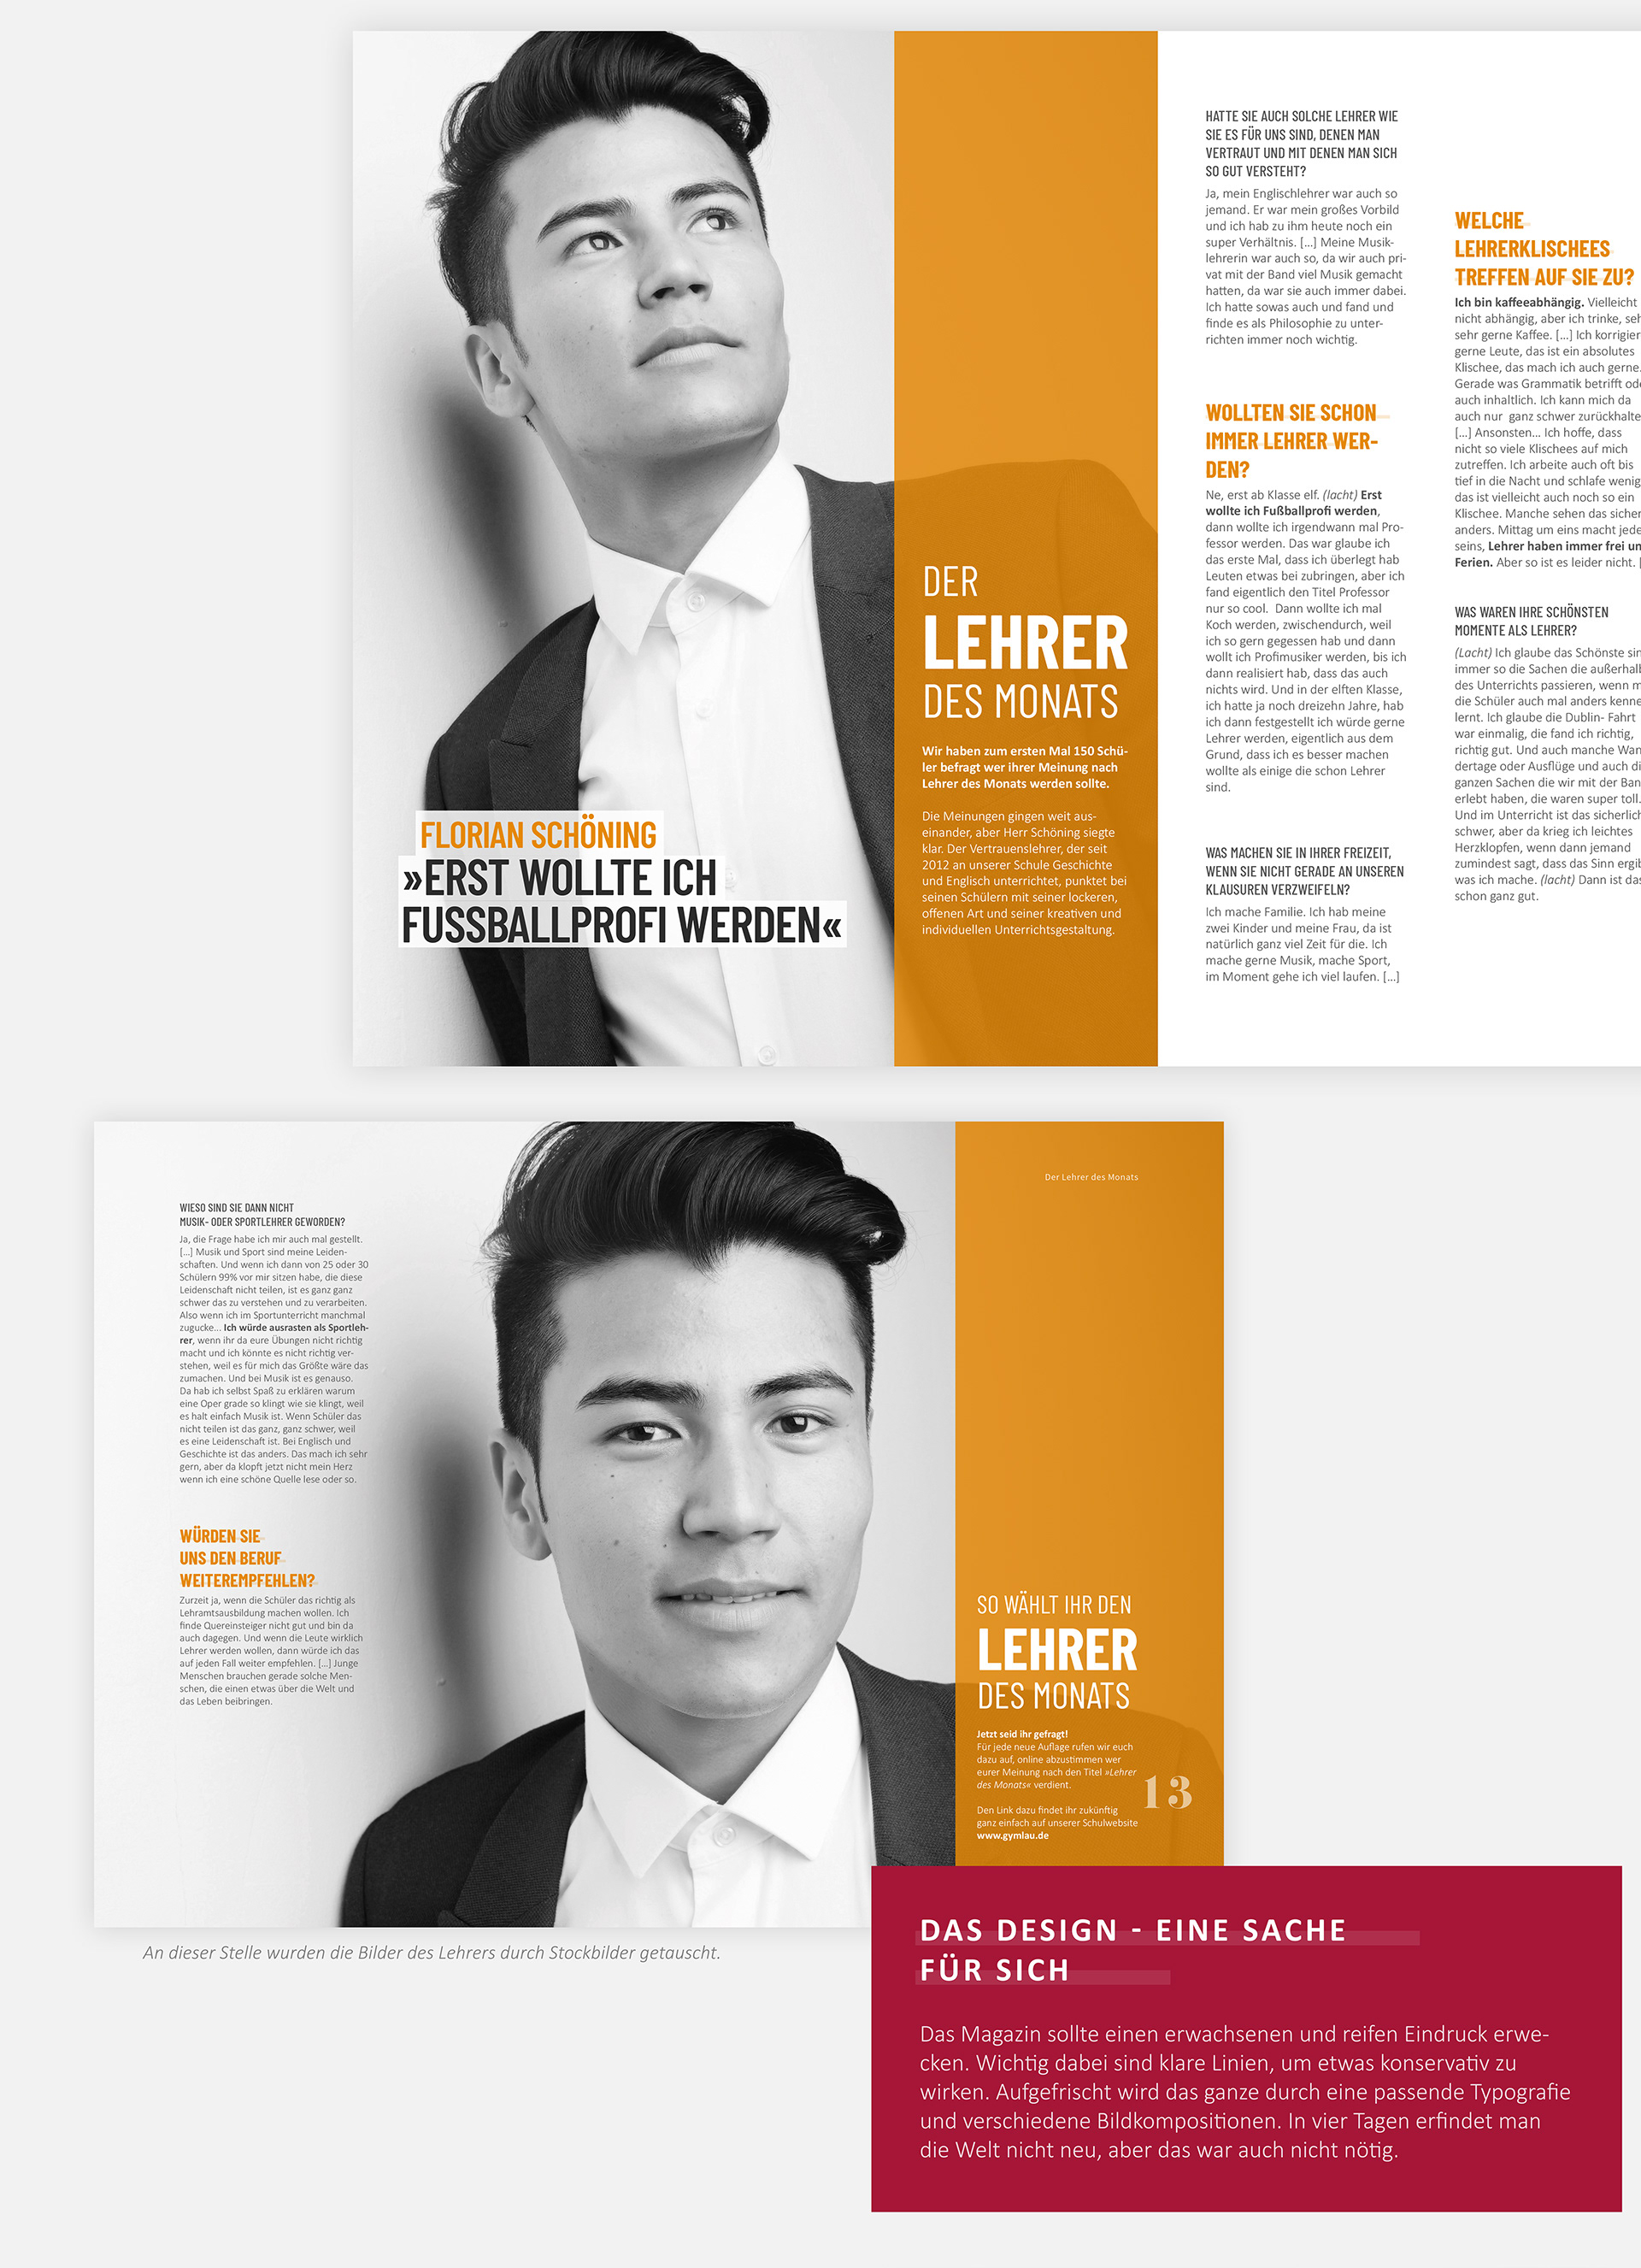 FLORIAN SCHÖNING
»ERST WOLLTE ICH
FUSSBALLPROFI WERDEN«
DER
LEHRER
DES MONATS
Wir haben zum ersten Mal 150 Schü-
ler befragt wer ihrer Meinung nach
Lehrer des Monats werden sollte.
Die Meinungen gingen weit aus-
einander, aber Herr Schöning siegte
klar. Der Vertrauenslehrer, der seit
2012 an unserer Schule Geschichte
und Englisch unterrichtet, punktet bei
seinen Schülern mit seiner lockeren,
offenen Art und seiner kreativen und
individuellen Unterrichtsgestaltung.
HATTE SIE AUCH SOLCHE LEHRER WIE
SIE ES FÜR UNS SIND, DENEN MAN
VERTRAUT UND MIT DENEN MAN SICH
SO GUT VERSTEHT?
Ja, mein Englischlehrer war auch so
jemand. Er war mein großes Vorbild
und ich hab zu ihm heute noch ein
super Verhältnis. [...] Meine Musik-
lehrerin war auch so, da wir auch pri-
vat mit der Band viel Musik gemacht
hatten, da war sie auch immer dabei.
Ich hatte sowas auch und fand und
finde es als Philosophie zu unter-
richten immer noch wichtig.
WOLLTEN SIE SCHON
IMMER LEHRER WER-
DEN?
Ne, erst ab Klasse elf. (lacht) Erst
wollte ich Fußballprofi werden,
dann wollte ich irgendwann mal Pro-
fessor werden. Das war glaube ich
das erste Mal, dass ich überlegt hab
Leuten etwas bei zubringen, aber ich
fand eigentlich den Titel Professor
nur so cool. Dann wollte ich mal
Koch werden, zwischendurch, weil
ich so gern gegessen hab und dann
wollt ich Profimusiker werden, bis ich
dann realisiert hab, dass das auch
nichts wird. Und in der elften Klasse,
ich hatte ja noch dreizehn Jahre, hab
ich dann festgestellt ich würde gerne
Lehrer werden, eigentlich aus dem
Grund, dass ich es besser machen
wollte als einige die schon Lehrer
sind.
WAS MACHEN SIE IN IHRER FREIZEIT,
WENN SIE NICHT GERADE AN UNSEREN
KLAUSUREN VERZWEIFELN?
Ich mache Familie. Ich hab meine
zwei Kinder und meine Frau, da ist
natürlich ganz viel Zeit für die. Ich
mache gerne Musik, mache Sport,
im Moment gehe ich viel laufen. [...]
WELCHE
LEHRERKLISCHEES
TREFFEN AUF SIE ZU?
Ich bin kaffeeabhängig. Vielleicht
nicht abhängig, aber ich trinke, seh
sehr gerne Kaffee. [...] Ich korrigier
gerne Leute, das ist ein absolutes
Klischee, das mach ich auch gerne.
Gerade was Grammatik betrifft ode
auch inhaltlich. Ich kann mich da
auch nur ganz schwer zurückhalte
[...] Ansonsten... Ich hoffe, dass
nicht so viele Klischees auf mich
zutreffen. Ich arbeite auch oft bis
tief in die Nacht und schlafe wenig
das ist vielleicht auch noch so ein
Klischee. Manche sehen das sicher
anders. Mittag um eins macht jede
seins, Lehrer haben immer frei un
Ferien. Aber so ist es leider nicht. [
WAS WAREN IHRE SCHÖNSTEN
MOMENTE ALS LEHRER?
(Lacht) Ich glaube das Schönste sin
immer so die Sachen die außerhalb
des Unterrichts passieren, wenn m
die Schüler auch mal anders kenne
lernt. Ich glaube die Dublin- Fahrt
war einmalig, die fand ich richtig,
richtig gut. Und auch manche Wan
dertage oder Ausflüge und auch di
ganzen Sachen die wir mit der Ban
erlebt haben, die waren super toll.
Und im Unterricht ist das sicherlich
schwer, aber da krieg ich leichtes
Herzklopfen, wenn dann jemand
zumindest sagt, dass das Sinn ergib
was ich mache. (lacht) Dann ist das
schon ganz gut.
WIESO SIND SIE DANN NICHT
MUSIK- ODER SPORTLEHRER GEWORDEN?
Ja, die Frage habe ich mir auch mal gestellt.
[...] Musik und Sport sind meine Leiden-
schaften. Und wenn ich dann von 25 oder 30
Schülern 99% vor mir sitzen habe, die diese
Leidenschaft nicht teilen, ist es ganz ganz
schwer das zu verstehen und zu verarbeiten.
Also wenn ich im Sportunterricht manchmal
zugucke... Ich würde ausrasten als Sportleh-
rer, wenn ihr da eure Übungen nicht richtig
macht und ich könnte es nicht richtig ver-
stehen, weil es für mich das Größte wäre das
zumachen. Und bei Musik ist es genauso.
Da hab ich selbst Spaß zu erklären warum
eine Oper grade so klingt wie sie klingt, weil
es halt einfach Musik ist. Wenn Schüler das
nicht teilen ist das ganz, ganz schwer, weil
es eine Leidenschaft ist. Bei Englisch und
Geschichte ist das anders. Das mach ich sehr
gern, aber da klopft jetzt nicht mein Herz
wenn ich eine schöne Quelle lese oder so.
WÜRDEN SIE
UNS DEN BERUF
WEITEREMPFEHLEN?
Zurzeit ja, wenn die Schüler das richtig als
Lehramtsausbildung machen wollen. Ich
finde Quereinsteiger nicht gut und bin da
auch dagegen. Und wenn die Leute wirklich
Lehrer werden wollen, dann würde ich das
auf jeden Fall weiter empfehlen. [...] Junge
Menschen brauchen gerade solche Men-
schen, die einen etwas über die Welt und
das Leben beibringen.
Der Lehrer des Monats
SO WÄHLT IHR DEN
LEHRER
DES MONATS
Jetzt seid ihr gefragt!
Für jede neue Auflage rufen wir euch
dazu auf, online abzustimmen wer
eurer Meinung nach den Titel »Lehrer
des Monats« verdient.
Den Link dazu findet ihr zukünftig
ganz einfach auf unserer Schulwebsite
www.gymlau.de
13
An dieser Stelle wurden die Bilder des Lehrers durch Stockbilder getauscht.
DAS DESIGN - EINE SACHE
FÜR SICH
Das Magazin sollte einen erwachsenen und reifen Eindruck erwe-
cken. Wichtig dabei sind klare Linien, um etwas konservativ zu
wirken. Aufgefrischt wird das ganze durch eine passende Typografie
und verschiedene Bildkompositionen. In vier Tagen erfindet man
die Welt nicht neu, aber das war auch nicht nötig.